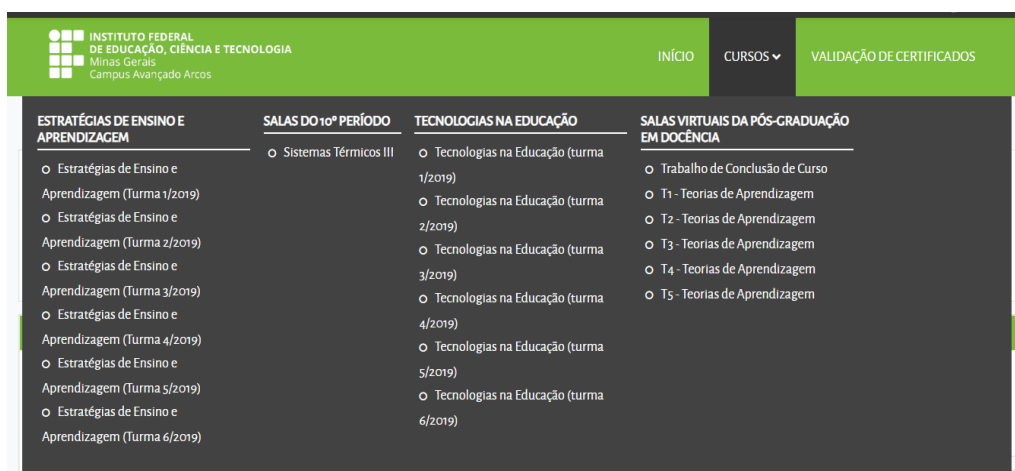 INSTITUTO FEDERAL
DE EDUCAÇÃO, CIÊNCIA E TECNOLOGIA
Minas Gerais
Campus Avançado Arcos
INÍCIO
CURSOS
VALIDAÇÃO DE CERTIFICADOS
ESTRATÉGIAS DE ENSINO E
APRENDIZAGEM
Estratégias de Ensino e
Aprendizagem (Turma 1/2019)
Estratégias de Ensino e
Aprendizagem (Turma 2/2019)
Estratégias de Ensino e
Aprendizagem (Turma 3/2019)
Estratégias de Ensino e
Aprendizagem (Turma 4/2019)
Estratégias de Ensino e
Aprendizagem (Turma 5/2019)
Estratégias de Ensino e
Aprendizagem (Turma 6/2019)
SALAS DO 10º PERÍODO
Sistemas Térmicos III
TECNOLOGIAS NA EDUCAÇÃO
Tecnologias na Educação (turma
1/2019)
Tecnologias na Educação (turma
2/2019)
Tecnologias na Educação (turma
3/2019)
Tecnologias na Educação (turma
4/2019)
Tecnologias na Educação (turma
5/2019)
Tecnologias na Educação (turma
6/2019)
SALAS VIRTUAIS DA PÓS-GRADUAÇÃO
EM DOCÊNCIA
Trabalho de Conclusão de Curso
T1 - Teorias de Aprendizagem
T2 - Teorias de Aprendizagem
T3 - Teorias de Aprendizagem
T4 - Teorias de Aprendizagem
T5 - Teorias de Aprendizagem